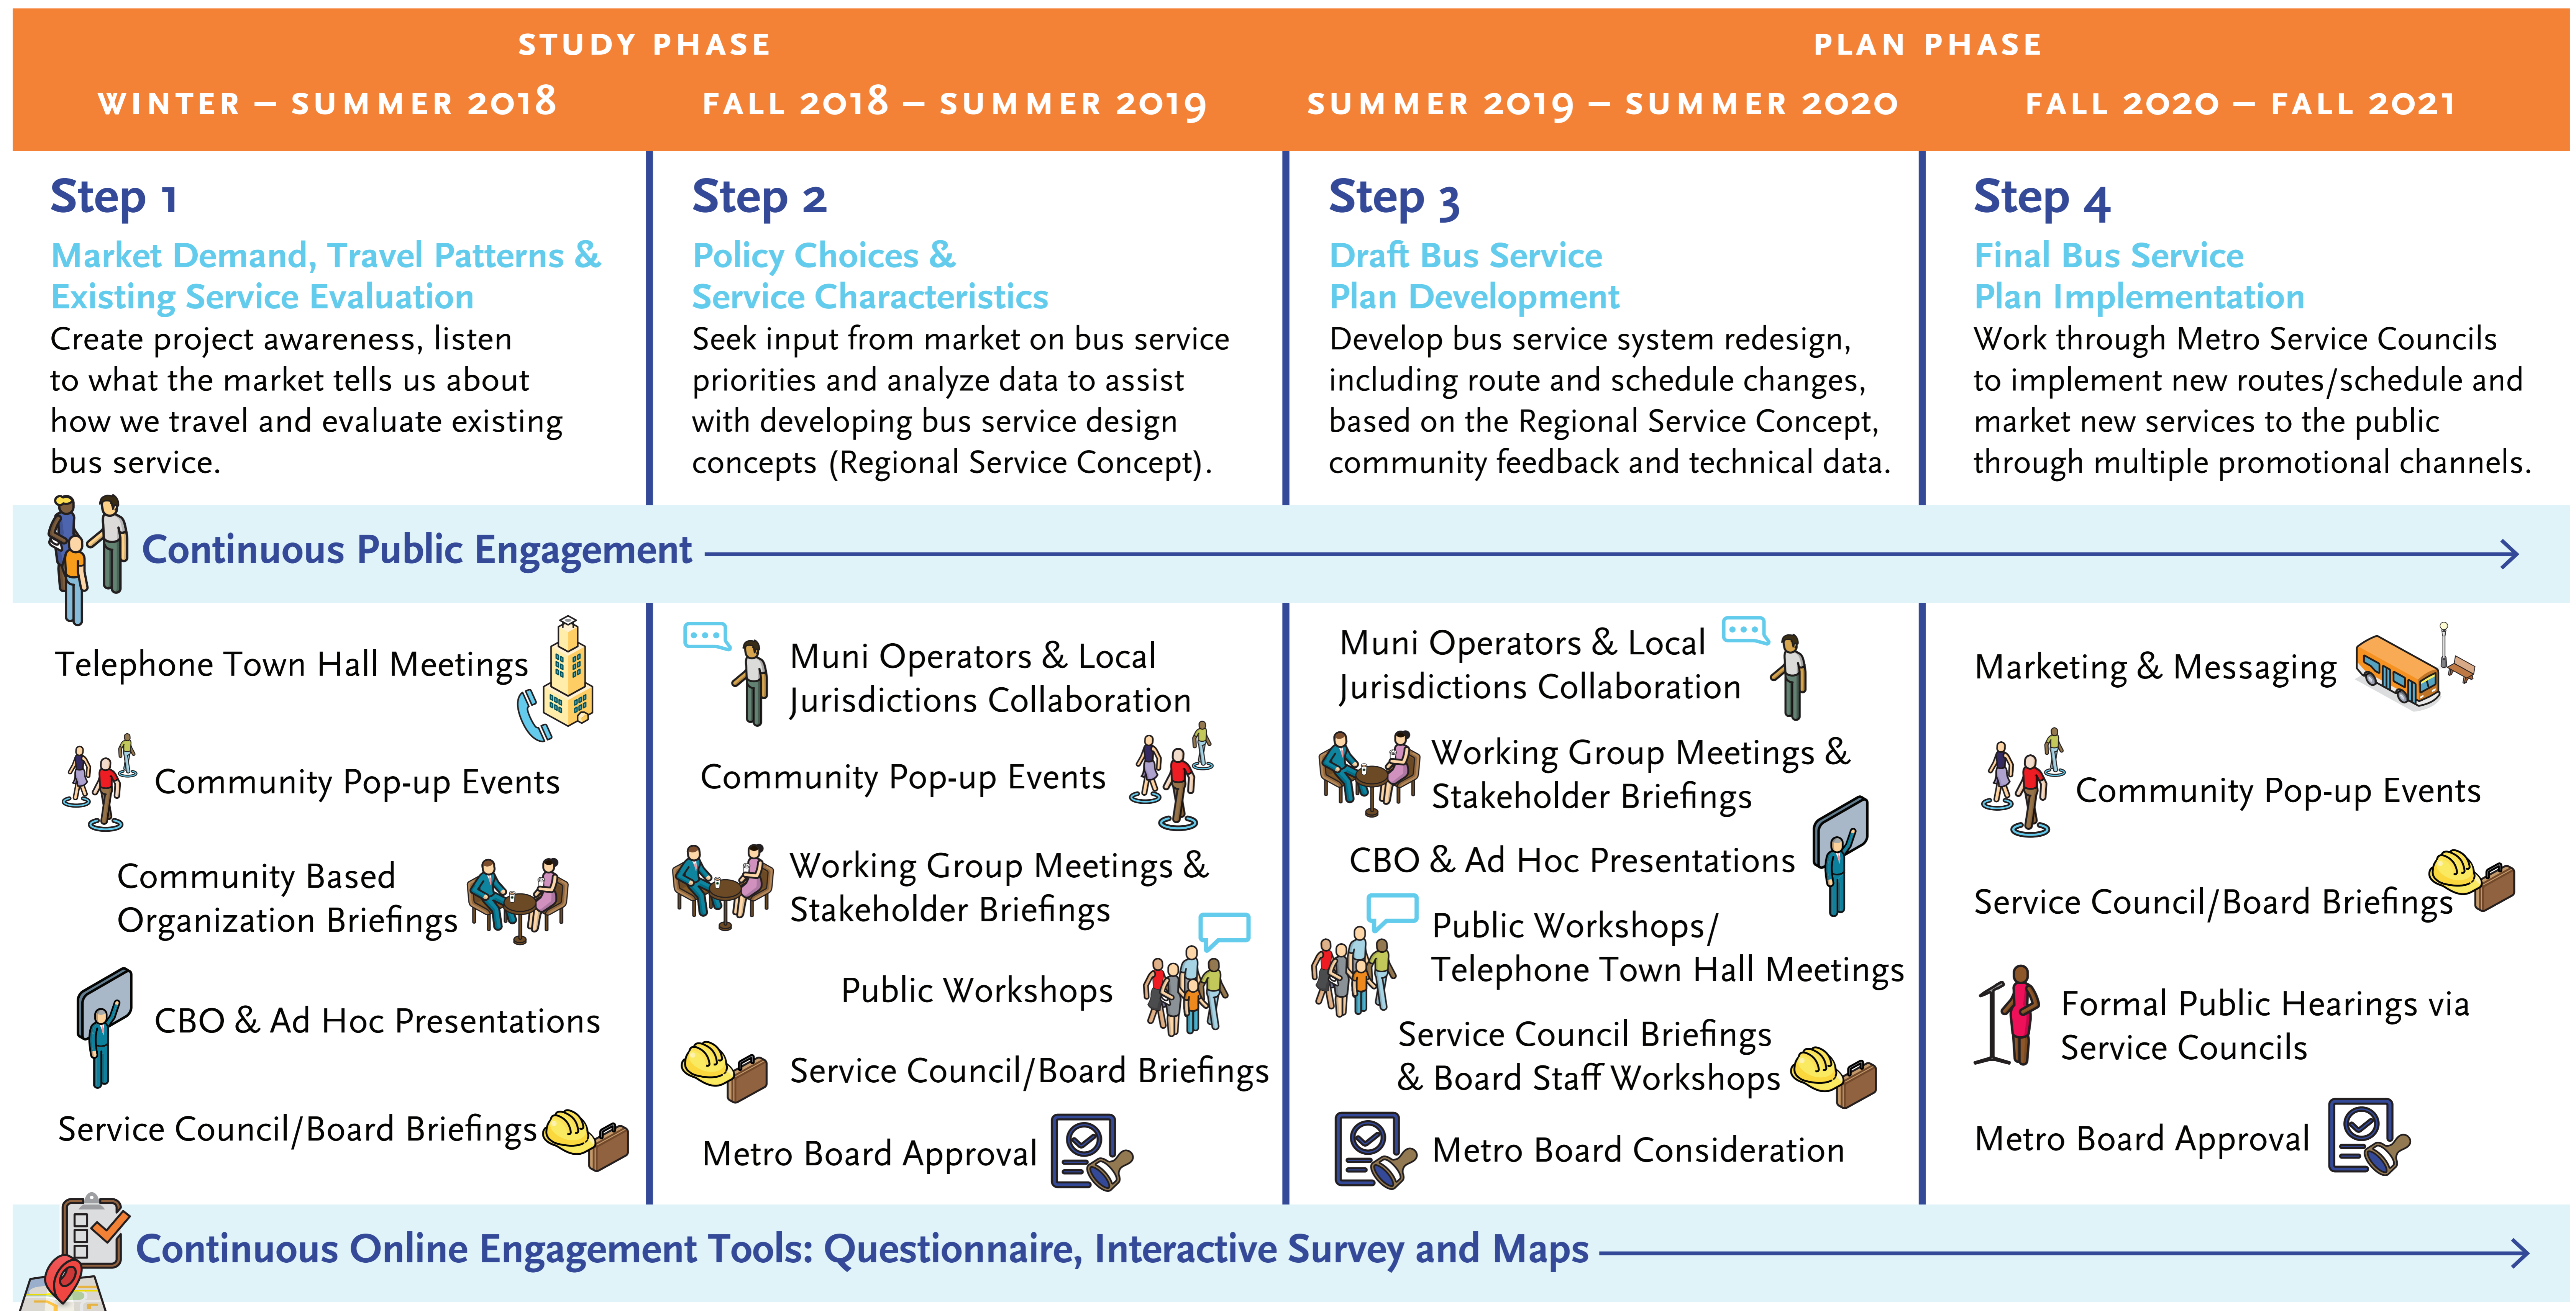 STUDY PHASE
PLAN PHASE
WINTER – SUMMER 2018
FALL 2018 – SUMMER 2019
SUMMER 2019 – SUMMER 2020
FALL 2020 – FALL 2021
Step 1
Market Demand, Travel Patterns &
Existing Service Evaluation
Create project awareness, listen
to what the market tells us about
how we travel and evaluate existing
bus service.
Step 2
Policy Choices &
Service Characteristics
Seek input from market on bus service
priorities and analyze data to assist
with developing bus service design
concepts (Regional Service Concept).
Step 3
Draft Bus Service
Plan Development
Develop bus service system redesign,
including route and schedule changes,
based on the Regional Service Concept,
community feedback and technical data.
Step 4
Final Bus Service
Plan Implementation
Work through Metro Service Councils
to implement new routes/schedule and
market new services to the public
through multiple promotional channels.
Continuous Public Engagement
Telephone Town Hall Meetings
Community Pop-up Events
Community Based
Organization Briefings
CBO & Ad Hoc Presentations
Service Council/Board Briefings
Muni Operators & Local
Jurisdictions Collaboration
Community Pop-up Events
Working Group Meetings &
Stakeholder Briefings
Public Workshops
Service Council/Board Briefings
Metro Board Approval
Muni Operators & Local
Jurisdictions Collaboration
Working Group Meetings &
Stakeholder Briefings
CBO & Ad Hoc Presentations
Public Workshops/
Telephone Town Hall Meetings
Service Council Briefings
& Board Staff Workshops
Metro Board Consideration
Marketing & Messaging
Community Pop-up Events
Service Council/Board Briefings
Formal Public Hearings via
Service Councils
Metro Board Approval
Continuous Online Engagement Tools: Questionnaire, Interactive Survey and Maps